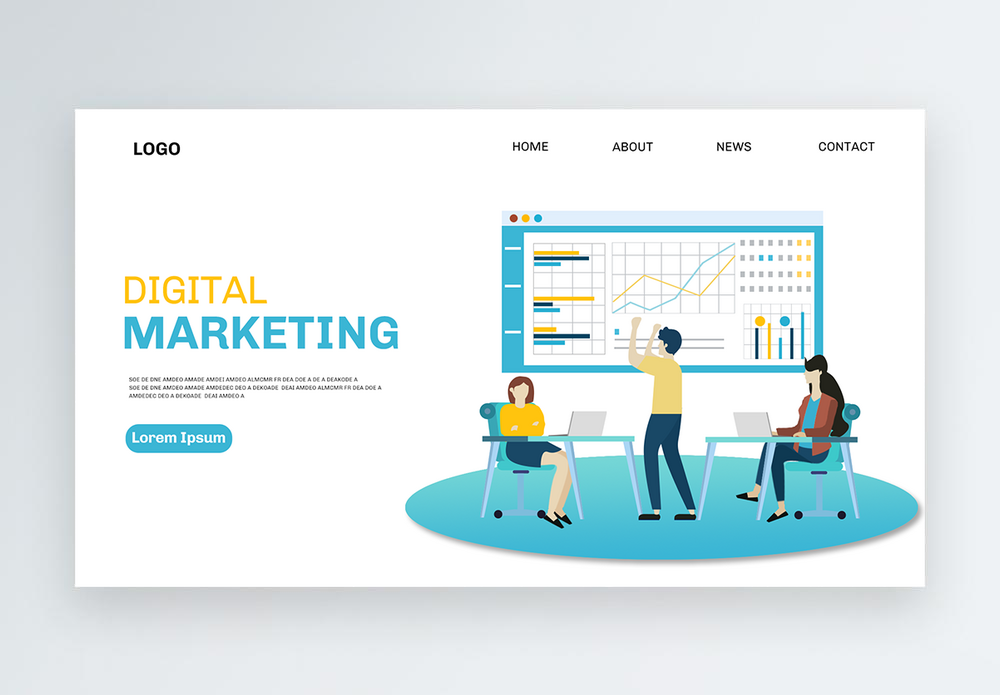 LOGO
HOME
ABOUT
NEWS
CONTACT
DIGITAL
MARKETING
SOE DE DNE AMDEO AMADE AMDEI AMDEO ALMCMR FR DEA DOE A DE A DEAKODE A
SOE DE DNE AMDEO AMADE AMDEDEC DEO A DEKOADE DEAI AMDEO ALMCMR FR DEA DOE A
AMDEDEC DEO A DEKOADE DEAI AMDEO A
Lorem Ipsum